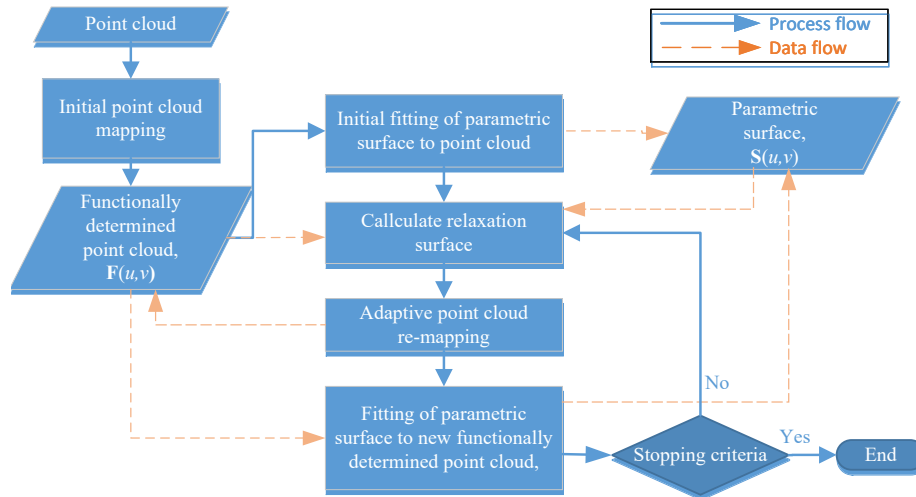 Point cloud
Process flow
Data flow
Initial point cloud
mapping
Initial fitting of parametric
surface to point cloud
Parametric
surface,
S(u,v)
Functionally
determined
point cloud,
F(u,v)
Callculate relaxation
surface
Adaptive point cloud
re-mapping
No
Fitting of parametric
surface to new functionally
determined point cloud,
Stopping criteria
Yes
End